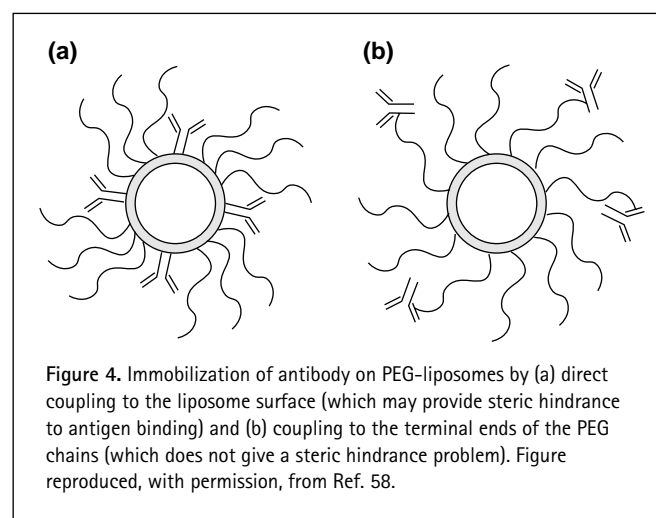 (a)
(b)
Figure 4. Immobilization of antibody on PEG-liposomes by (a) direct
coupling to the liposome surface (which may provide steric hindrance
to antigen binding) and (b) coupling to the terminal ends of the PEG
chains (which does not give a steric hindrance problem). Figure
reproduced, with permission, from Ref. 58.